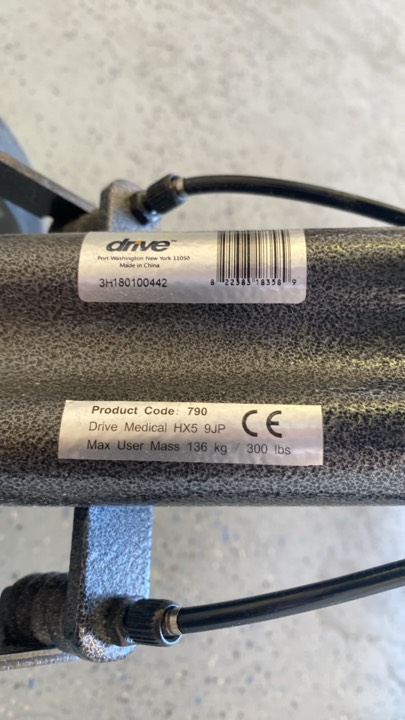 drive™
Port Washington New York 11050
Made in China
3H180100442
8 22383 18358 9
Product Code: 790
Drive Medical HX5 9JP
CE
Max User Mass 136 kg / 300 lbs